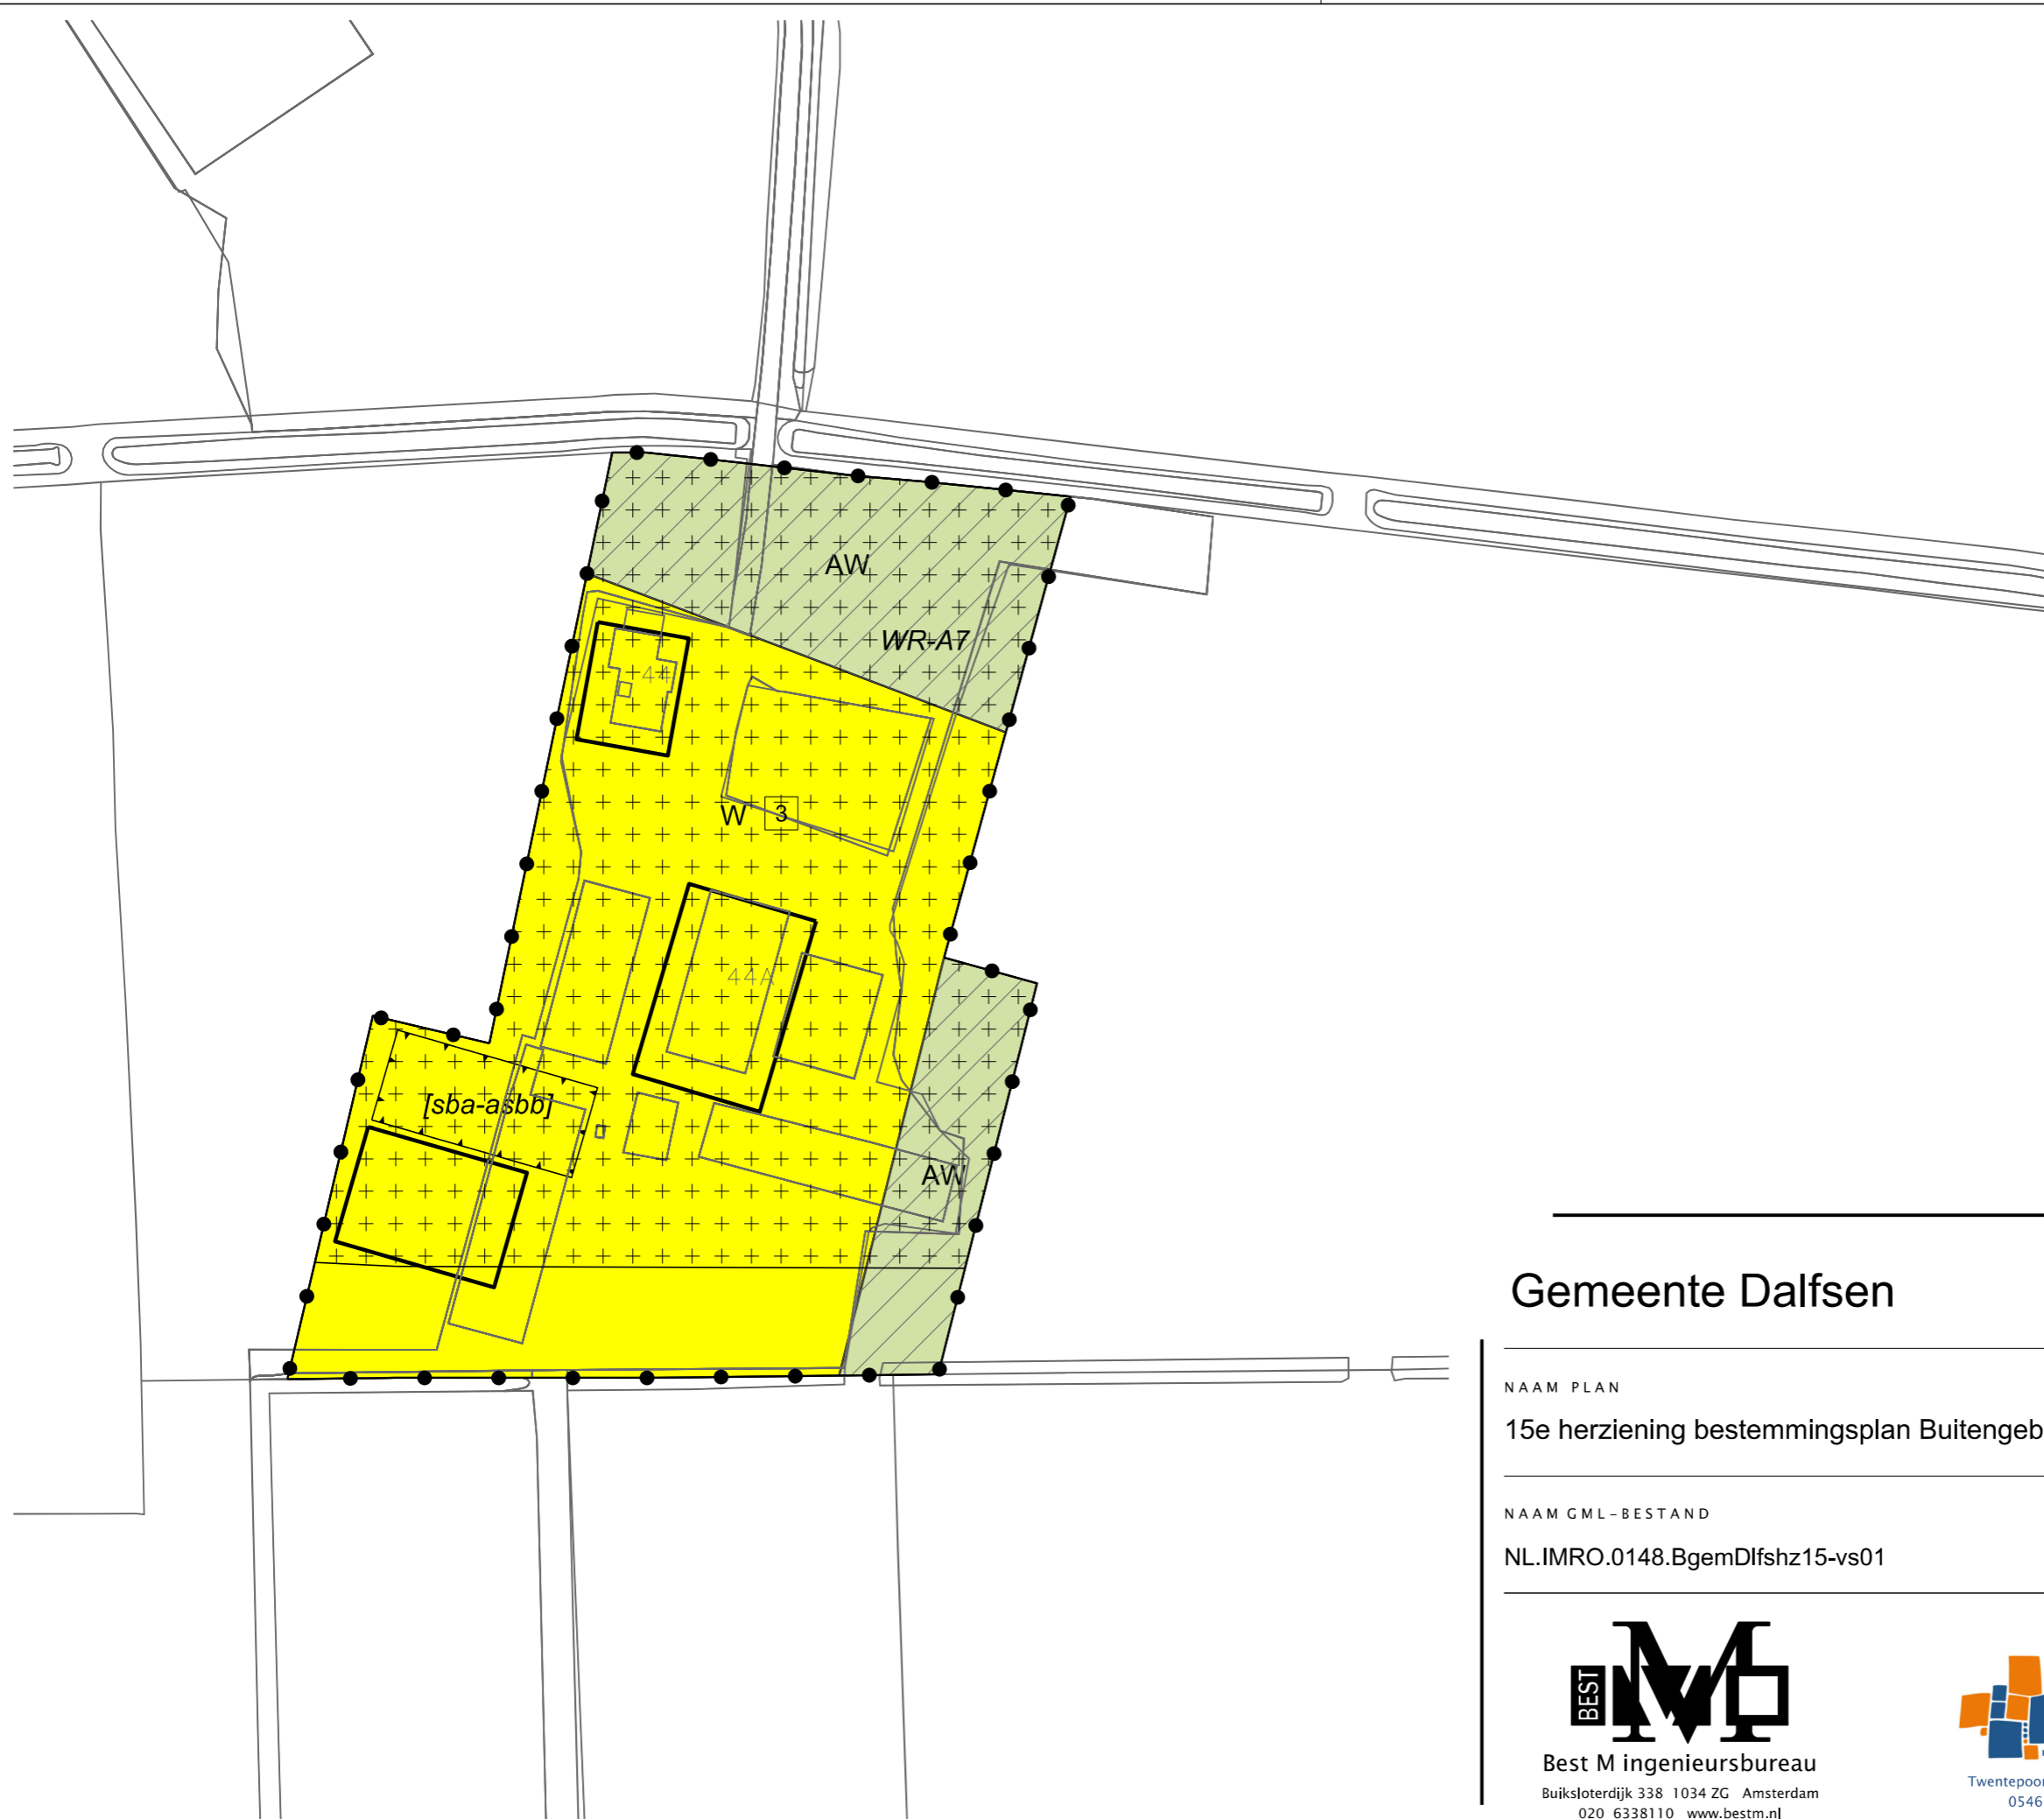 AW
WR-A7
44
W 3
44A
[sba-asbb]
AW
Gemeente Dalfsen
NAAM PLAN
15e herziening bestemmingsplan Buitengeb
NAAM GML-BESTAND
NL.IMRO.0148.BgemDlfshz15-vs01
BEST
M
Best M ingenieursbureau
Buiksloterdijk 338 1034 ZG Amsterdam
020 6338110 www.bestm.nl
Twentepoor
0546